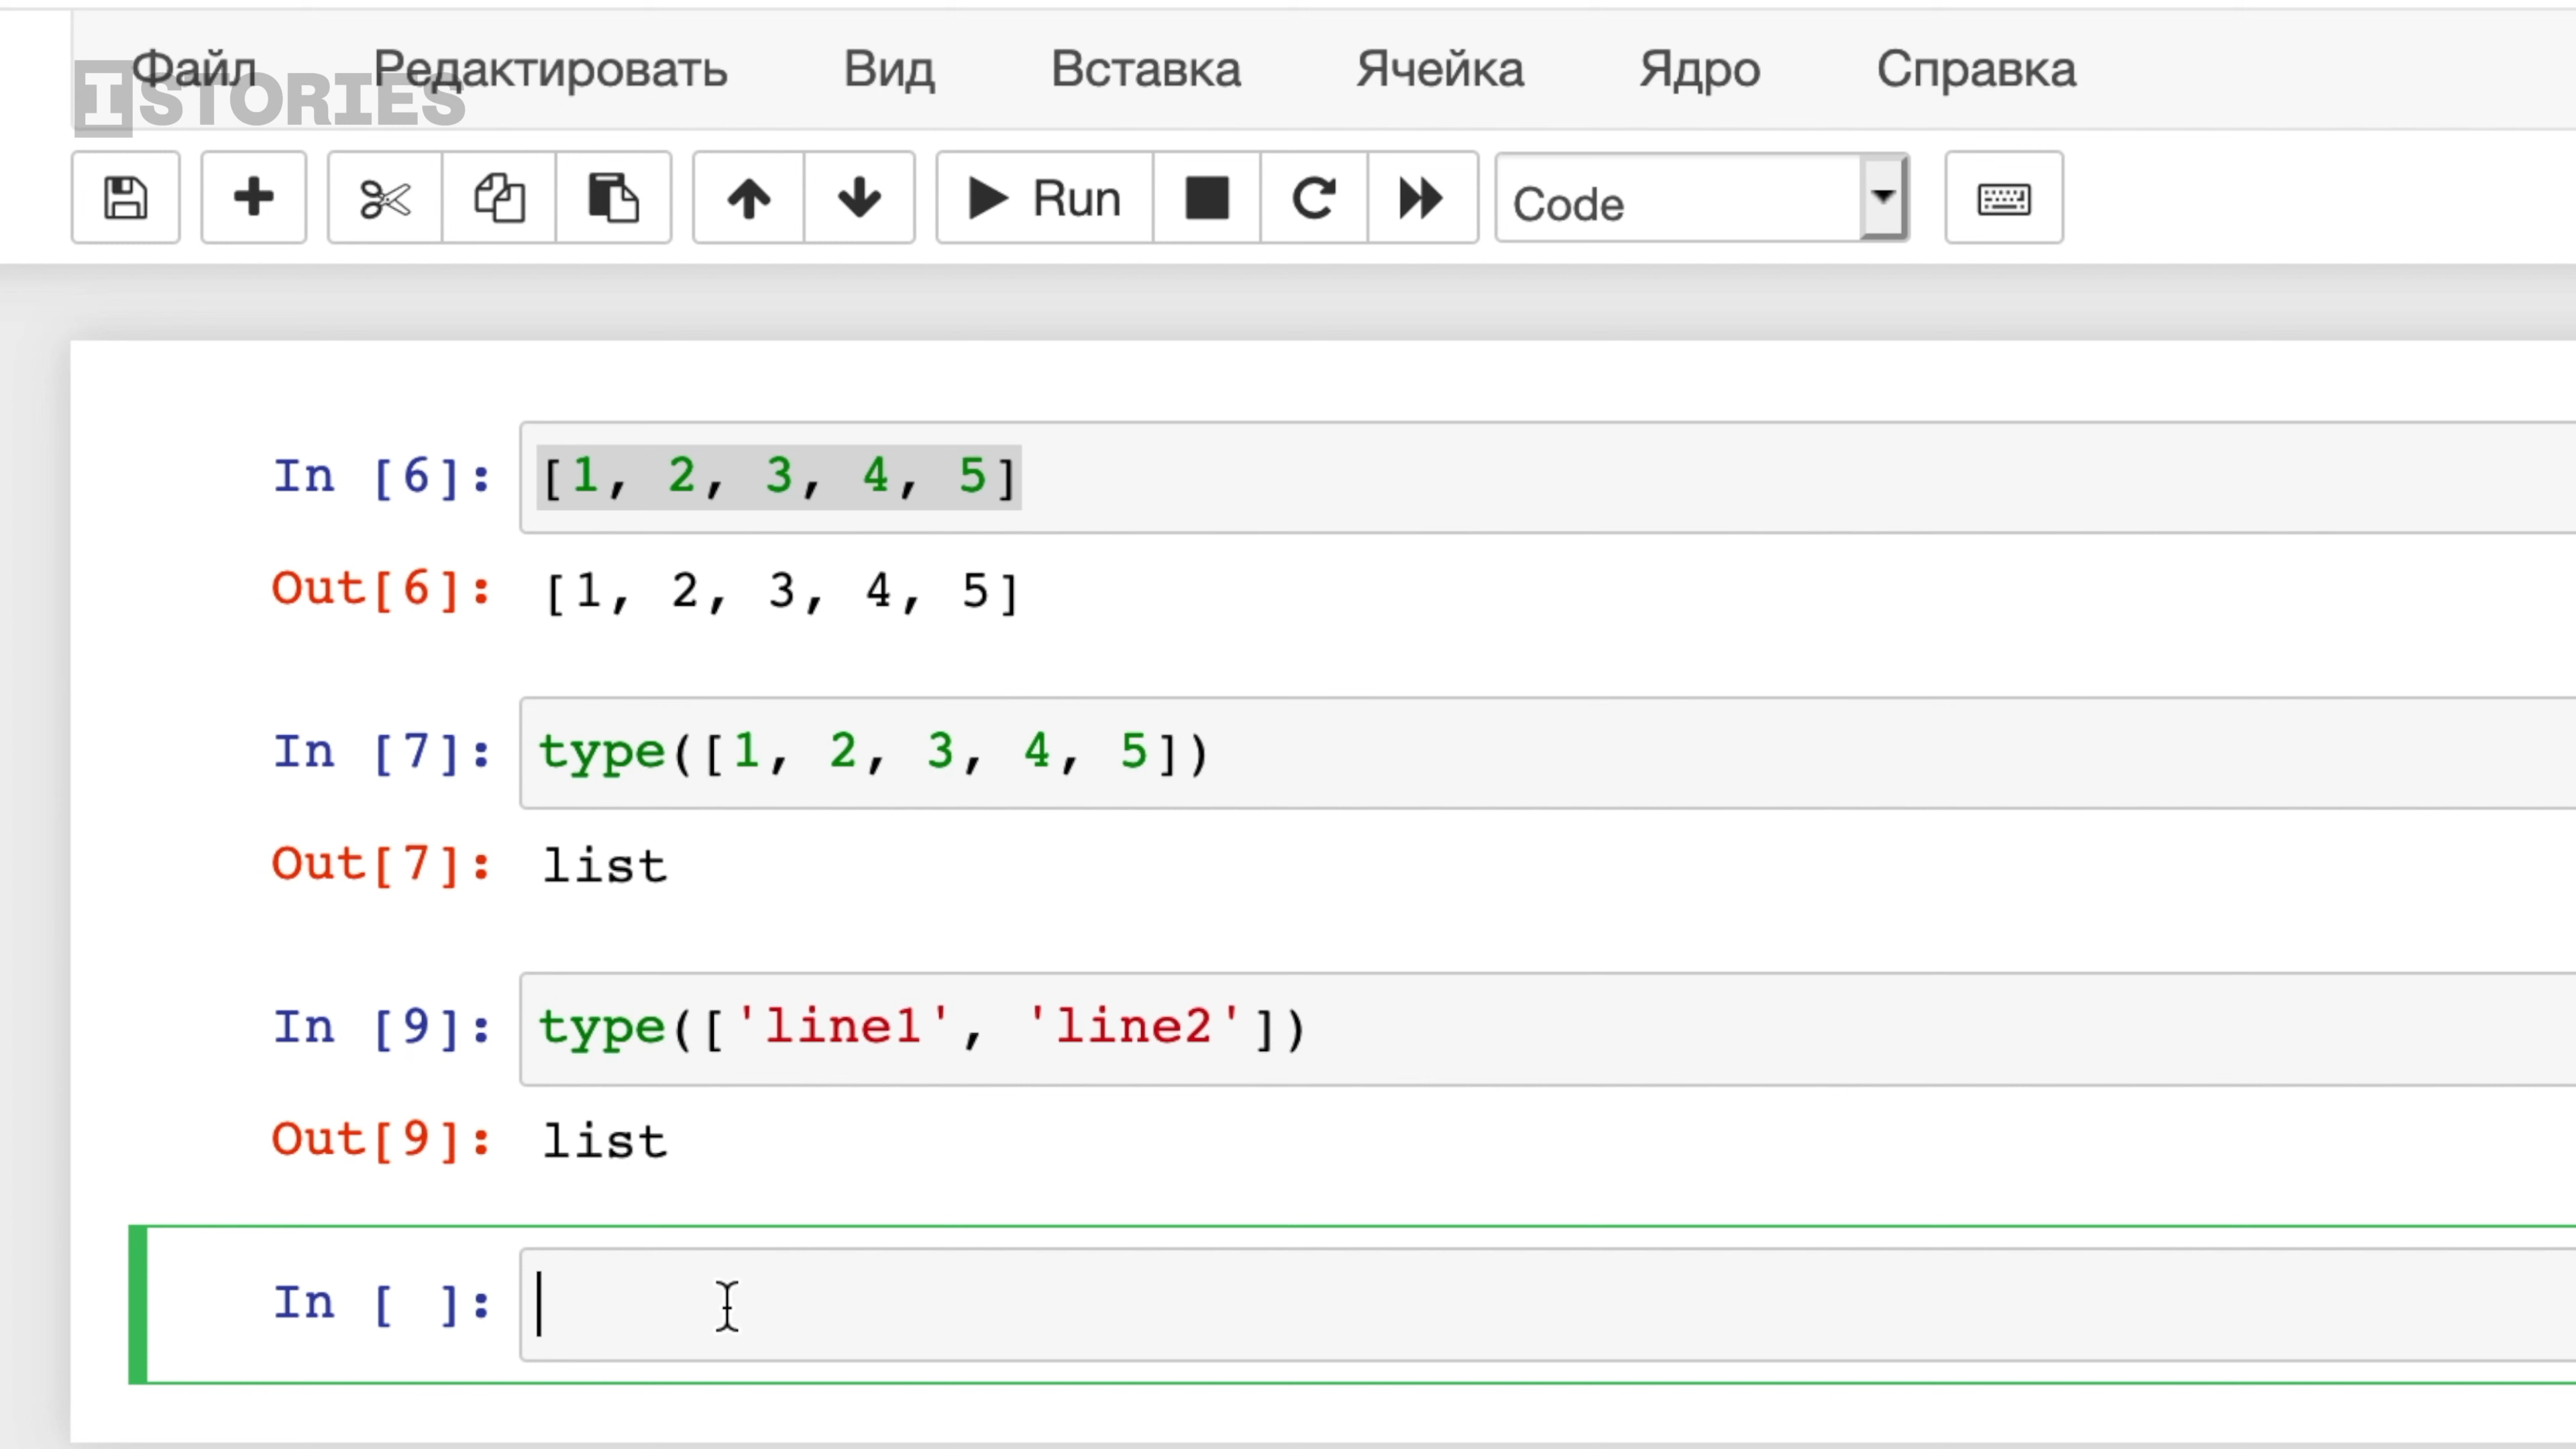 Файл Редактировать Вид Вставка Ячейка Ядро Справка
ISTORIES
Run Code
In [6]: [1, 2, 3, 4, 5]
Out[6]: [1, 2, 3, 4, 5]
In [7]: type([1, 2, 3, 4, 5])
Out[7]: list
In [9]: type(['line1', 'line2'])
Out[9]: list
In [ ]: